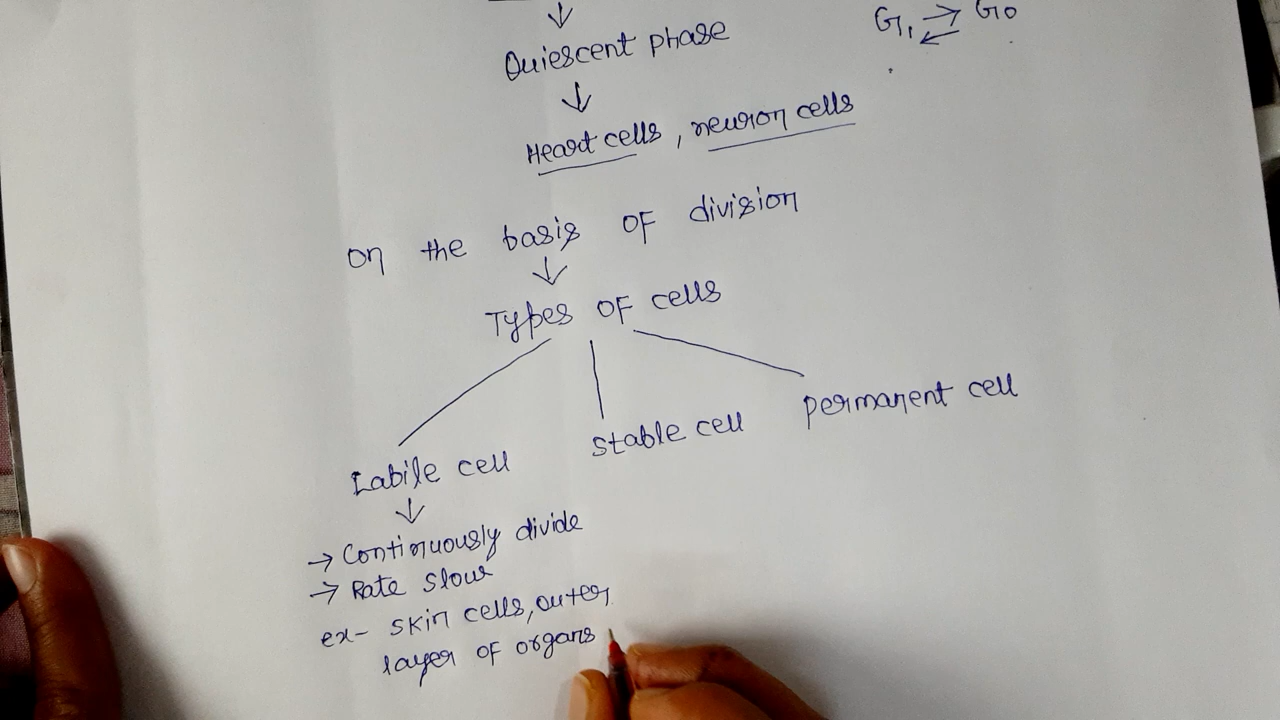 ↓
Quiescent phase
G₁ ⇄ G₀
↓
Heart cells, neuron cells
on the basis of division
↓
Types of cells
Labile cell
Stable cell
permanent cell
↓
→ Continuously divide
→ Rate slow
ex- skin cells, outer
layer of organs